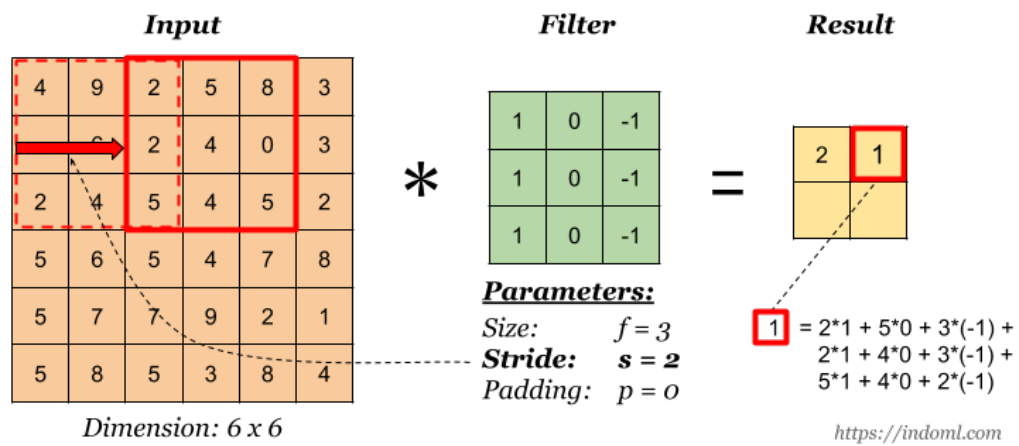 Input Filter Result
4 9 2 5 8 3
2 4 0 3
2 4 5 4 5 2
5 6 5 4 7 8
5 7 7 9 2 1
5 8 5 3 8 4
Dimension: 6 x 6
*
1 0 -1
1 0 -1
1 0 -1
=
2 1
Parameters:
Size: f = 3
Stride: s = 2
Padding: p = 0
1 = 2*1 + 5*0 + 3*(-1) +
2*1 + 4*0 + 3*(-1) +
5*1 + 4*0 + 2*(-1)
https://indoml.com